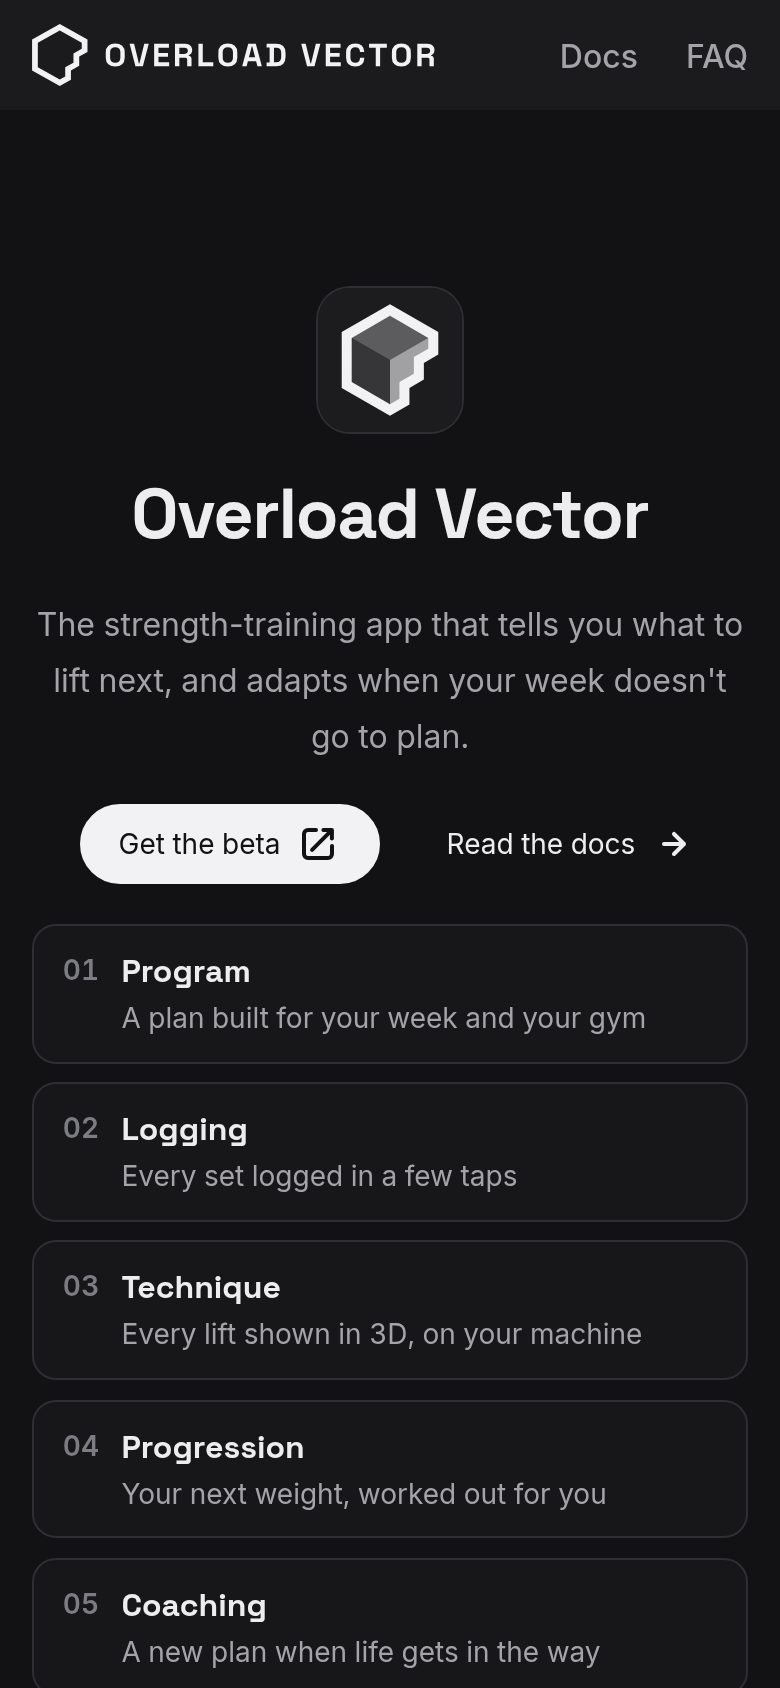 OVERLOAD VECTOR
Docs
FAQ
Overload Vector
The strength-training app that tells you what to
lift next, and adapts when your week doesn't
go to plan.
Get the beta
Read the docs
01 Program
A plan built for your week and your gym
02 Logging
Every set logged in a few taps
03 Technique
Every lift shown in 3D, on your machine
04 Progression
Your next weight, worked out for you
05 Coaching
A new plan when life gets in the way